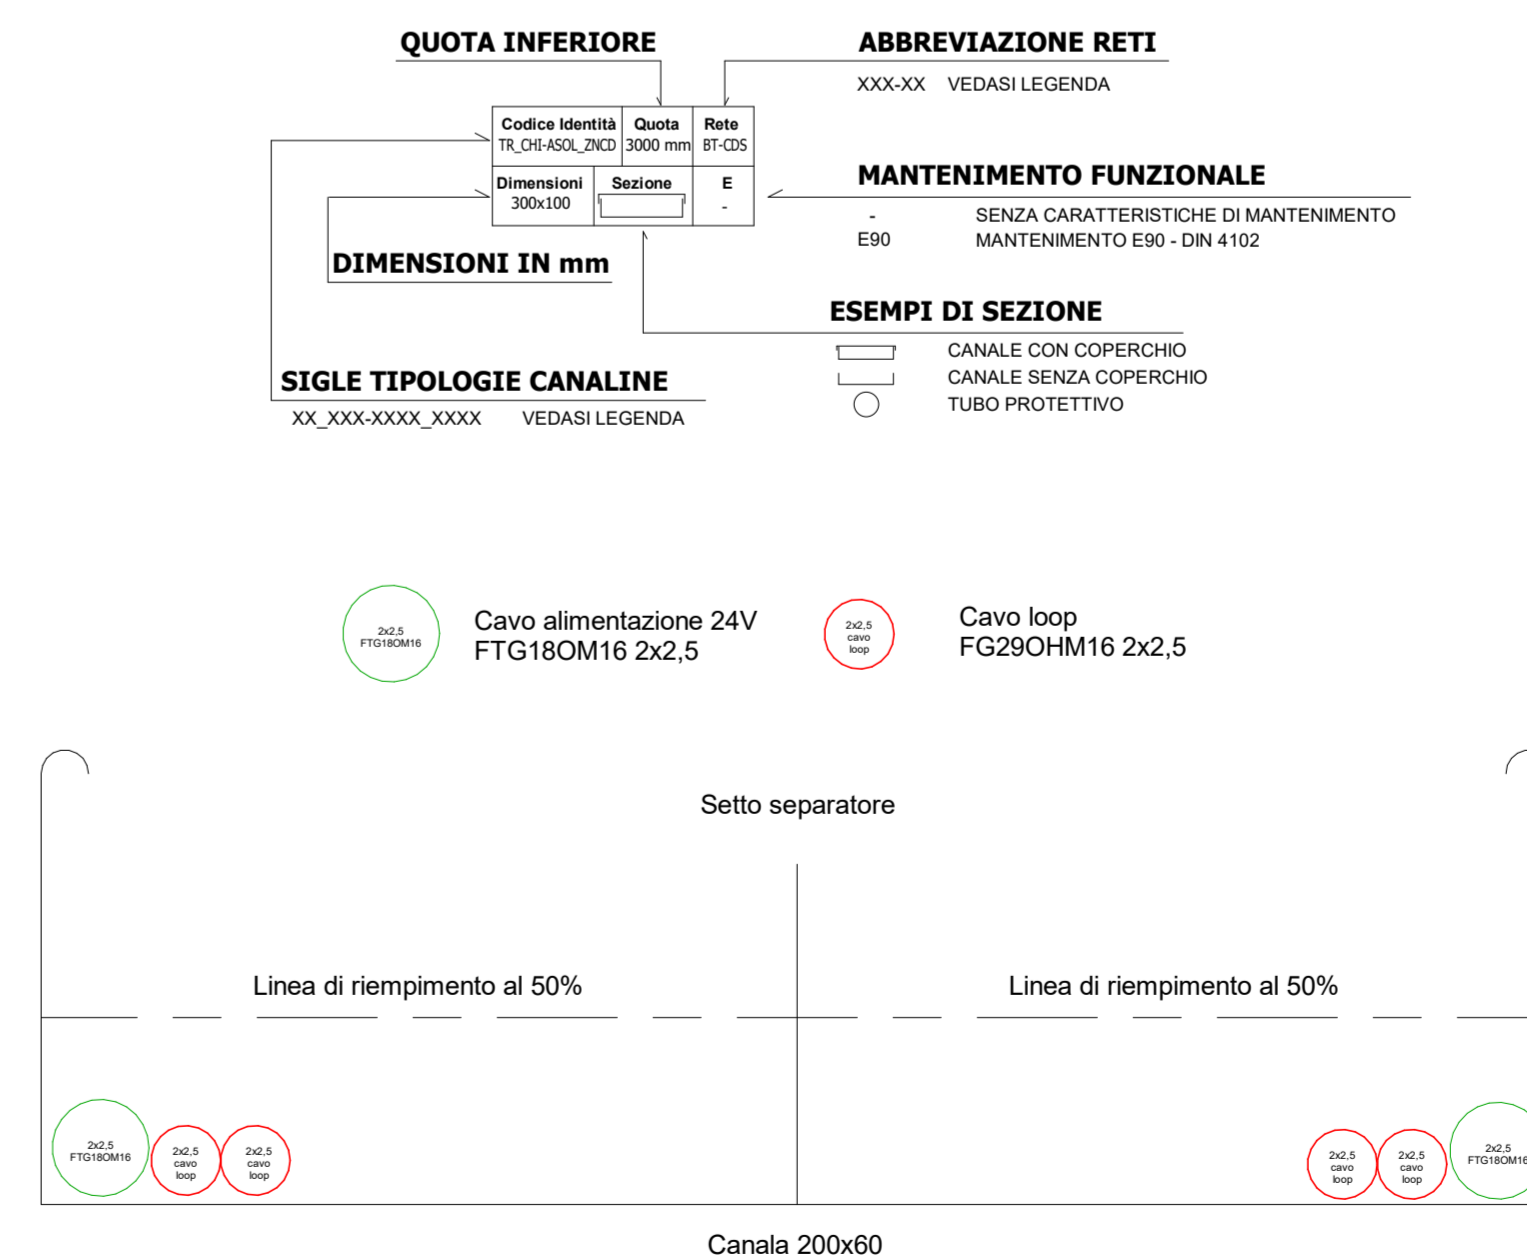 QUOTA INFERIORE
ABBREVIAZIONE RETI
XXX-XX VEDASI LEGENDA
Codice Identità Quota Rete
TR_CHI-ASOL_ZNCD 3000 mm BT-CDS
Dimensioni Sezione E
300x100 -
MANTENIMENTO FUNZIONALE
- SENZA CARATTERISTICHE DI MANTENIMENTO
E90 MANTENIMENTO E90 - DIN 4102
DIMENSIONI IN mm
ESEMPI DI SEZIONE
CANALE CON COPERCHIO
CANALE SENZA COPERCHIO
TUBO PROTETTIVO
SIGLE TIPOLOGIE CANALINE
XX_XXX-XXXX_XXXX VEDASI LEGENDA
2x2,5
FTG18OM16
Cavo alimentazione 24V
FTG18OM16 2x2,5
2x2,5
cavo
loop
Cavo loop
FG29OHM16 2x2,5
Setto separatore
Linea di riempimento al 50%
Linea di riempimento al 50%
2x2,5
FTG18OM16
2x2,5
cavo
loop
2x2,5
cavo
loop
2x2,5
cavo
loop
2x2,5
cavo
loop
2x2,5
FTG18OM16
Canala 200x60